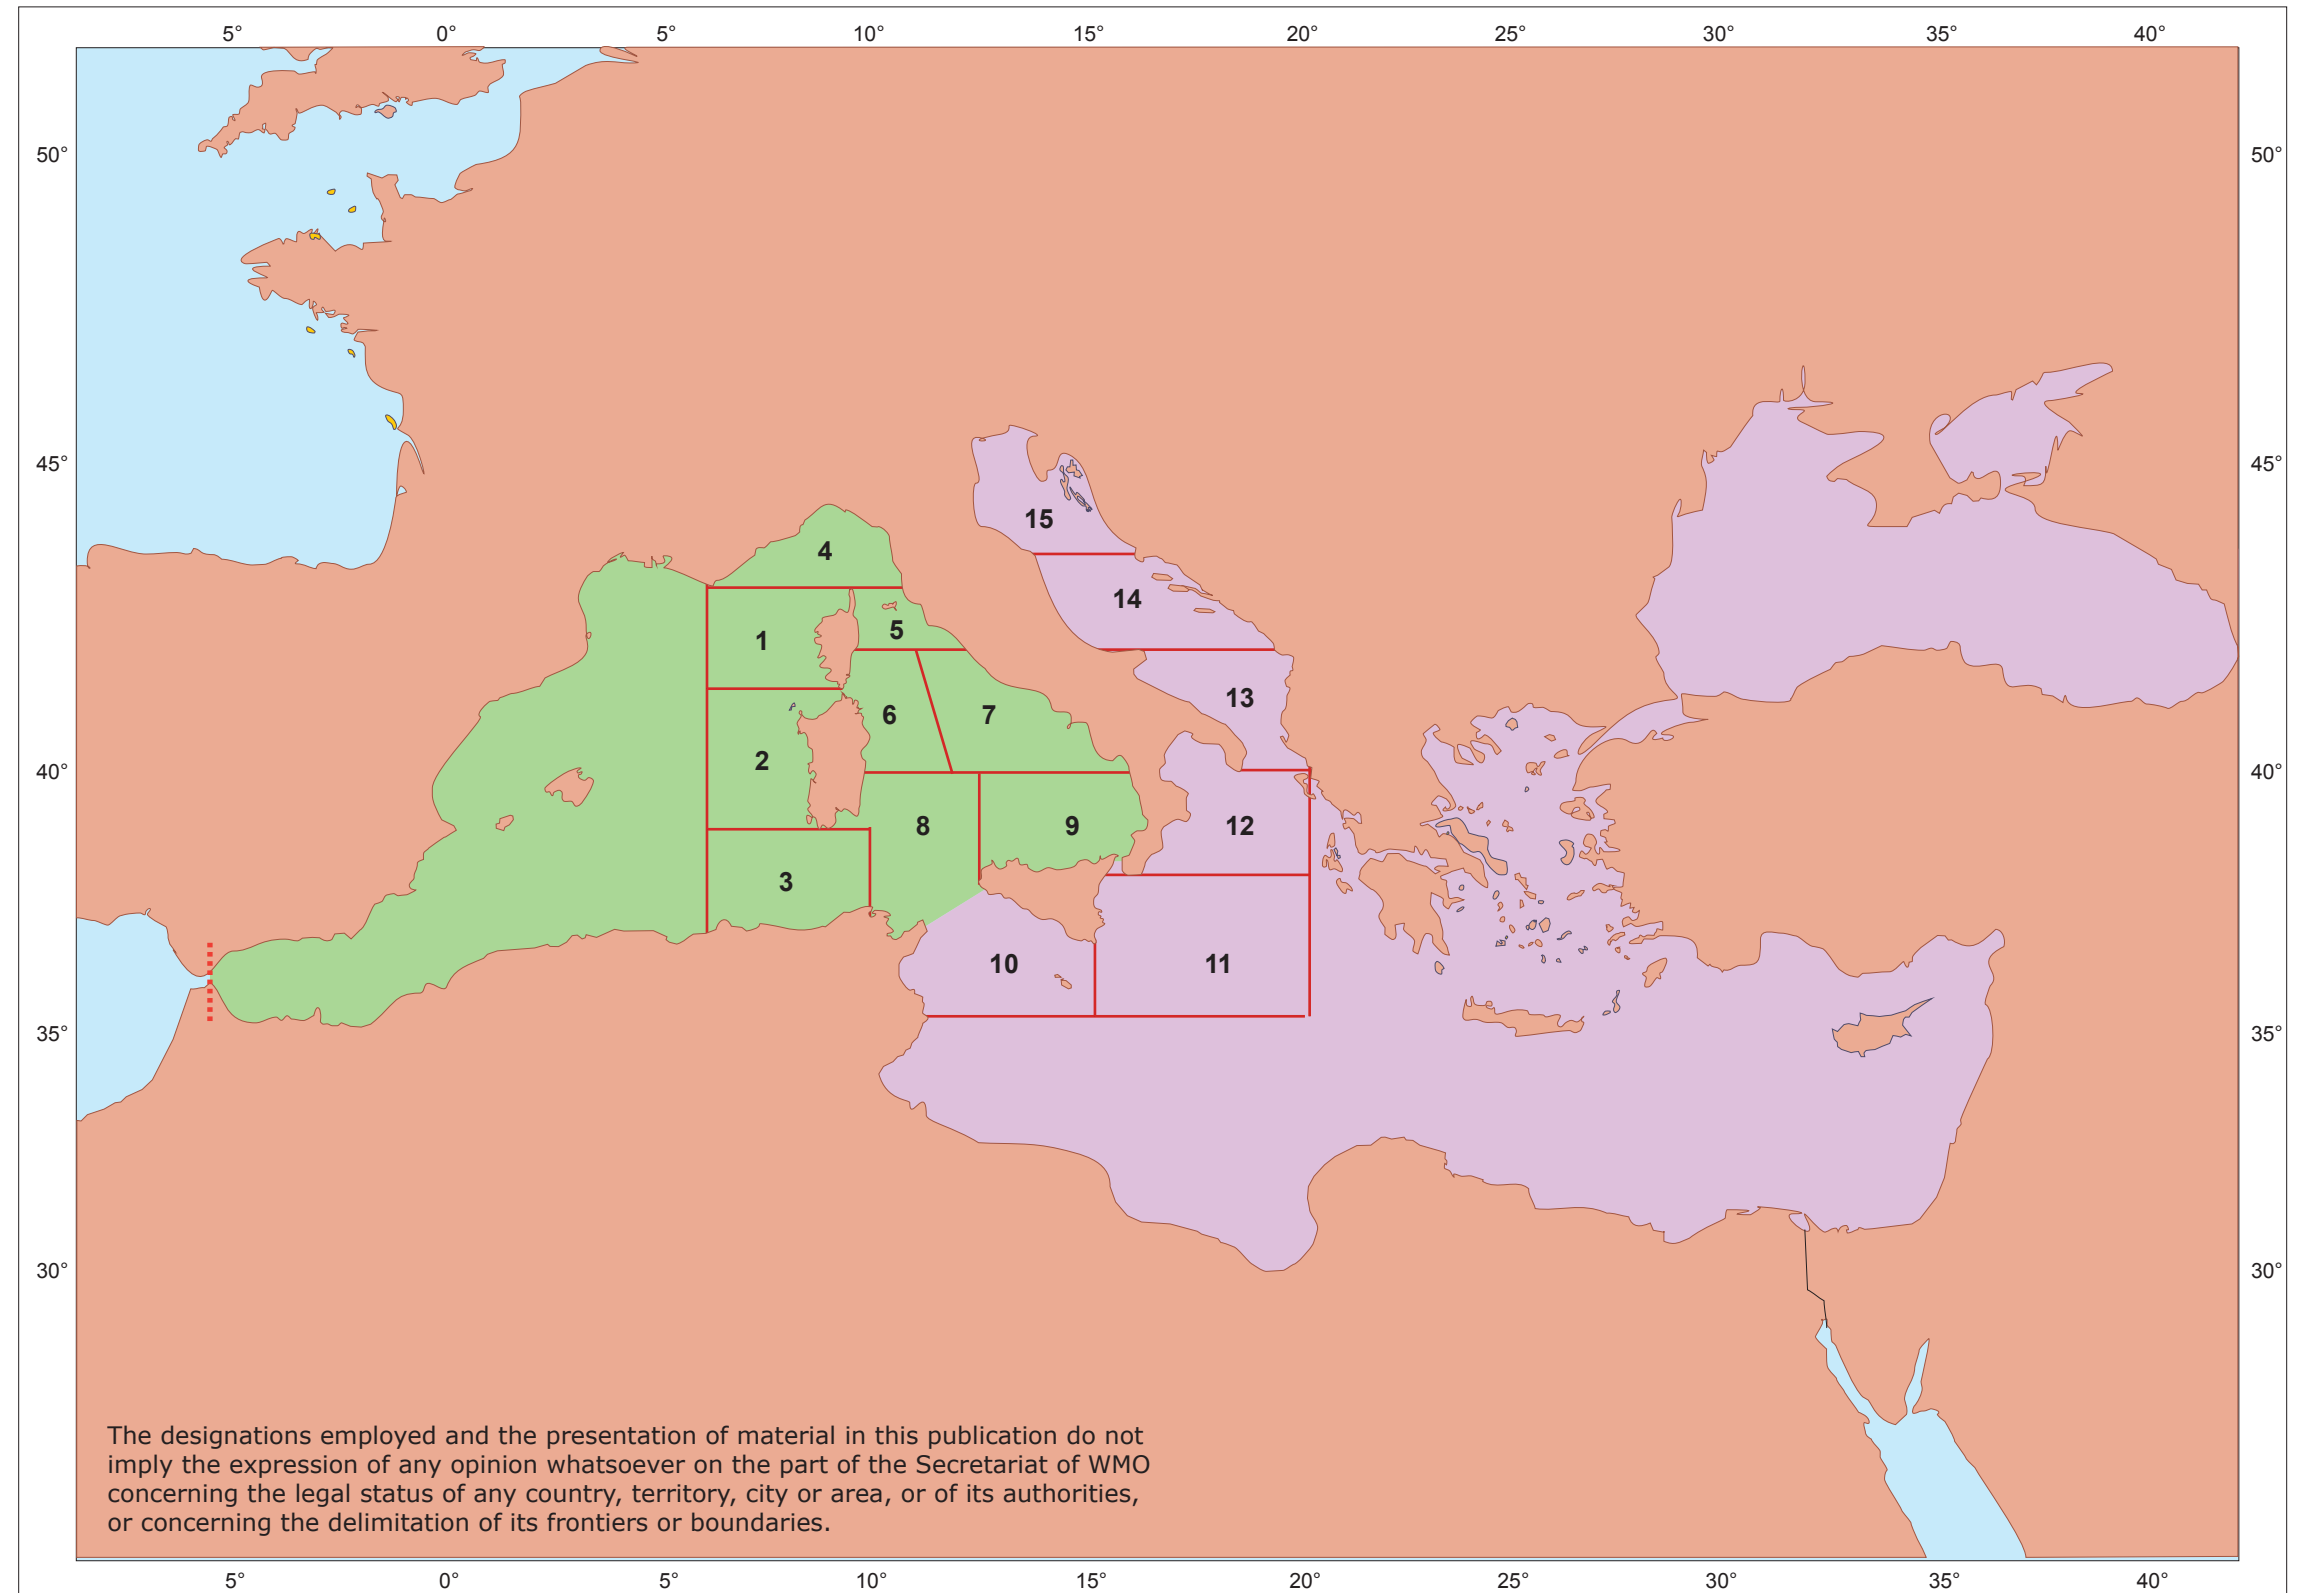 5° 0° 5° 10° 15° 20° 25° 30° 35° 40°
50° 50°
45° 45°
15
4
14
5
1
13
6 7
2
40° 40°
8 9 12
3
10 11
35° 35°
30° 30°
The designations employed and the presentation of material in this publication do not
imply the expression of any opinion whatsoever on the part of the Secretariat of WMO
concerning the legal status of any country, territory, city or area, or of its authorities,
or concerning the delimitation of its frontiers or boundaries.
5° 0° 5° 10° 15° 20° 25° 30° 35° 40°